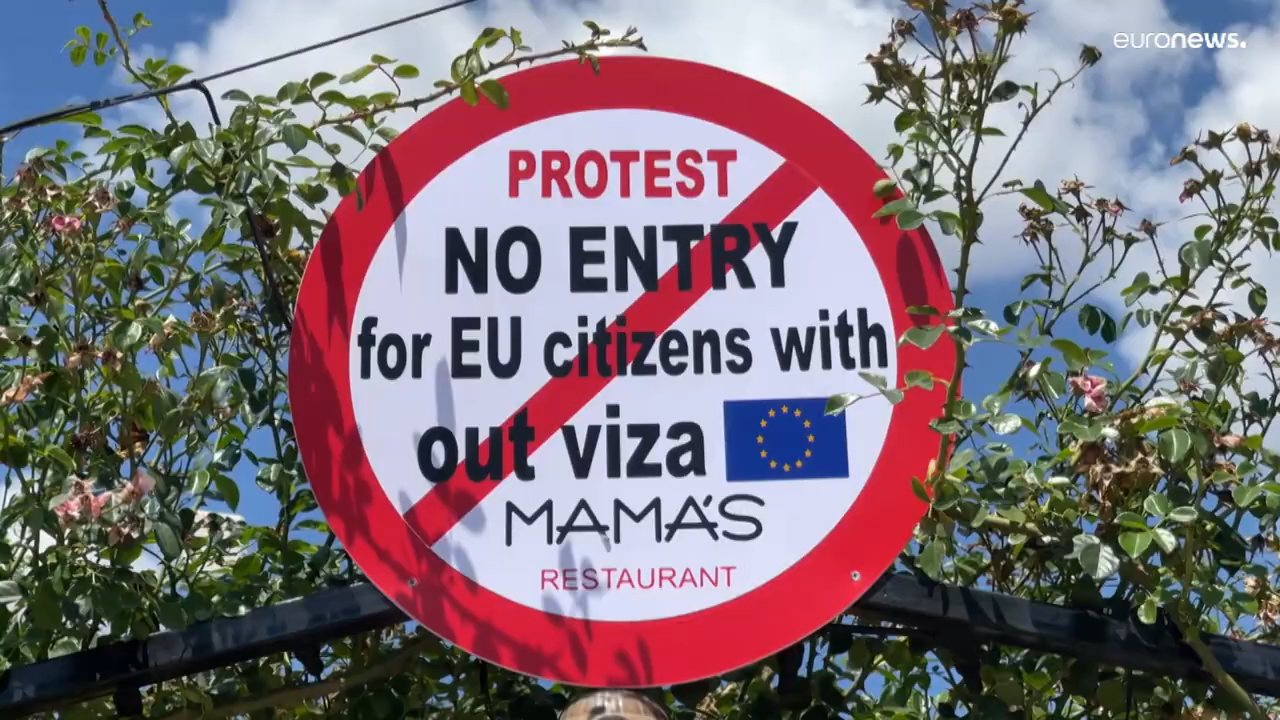 euronews.
PROTEST
NO ENTRY
for EU citizens with
out viza
MAMA'S
RESTAURANT